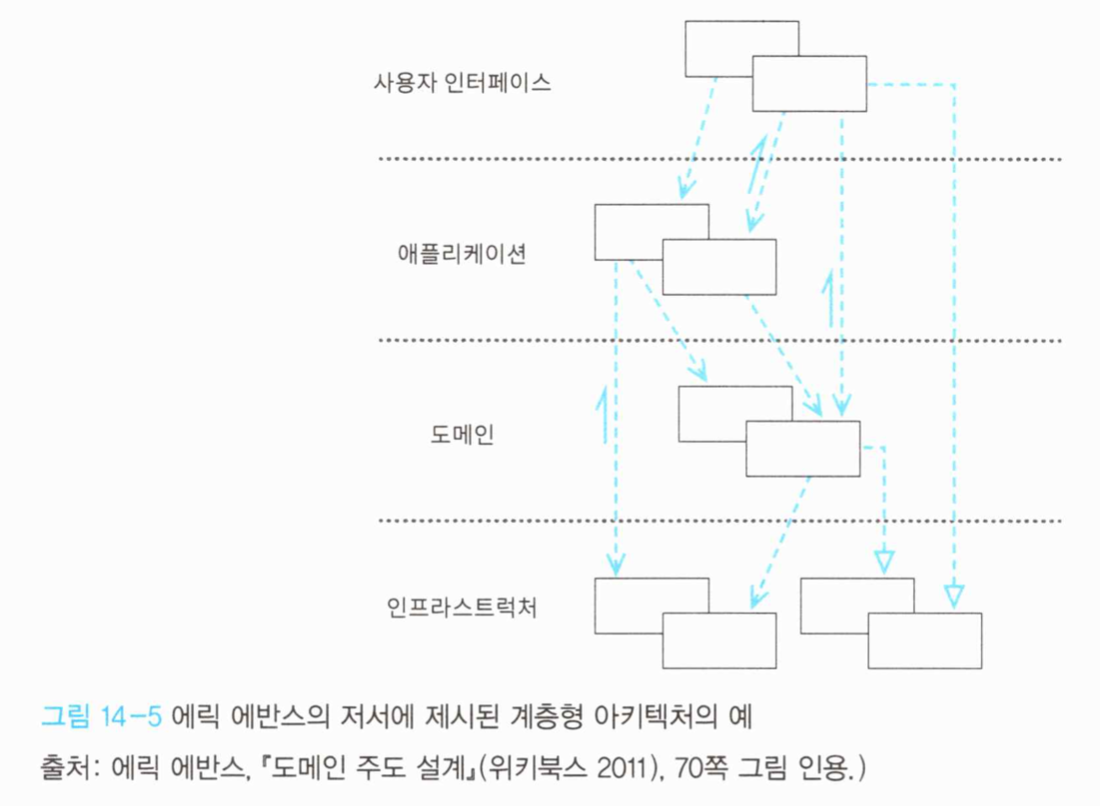 사용자 인터페이스
애플리케이션
도메인
인프라스트럭처
그림 14-5 에릭 에반스의 저서에 제시된 계층형 아키텍처의 예
출처: 에릭 에반스, 『도메인 주도 설계』(위키북스 2011), 70쪽 그림 인용.)